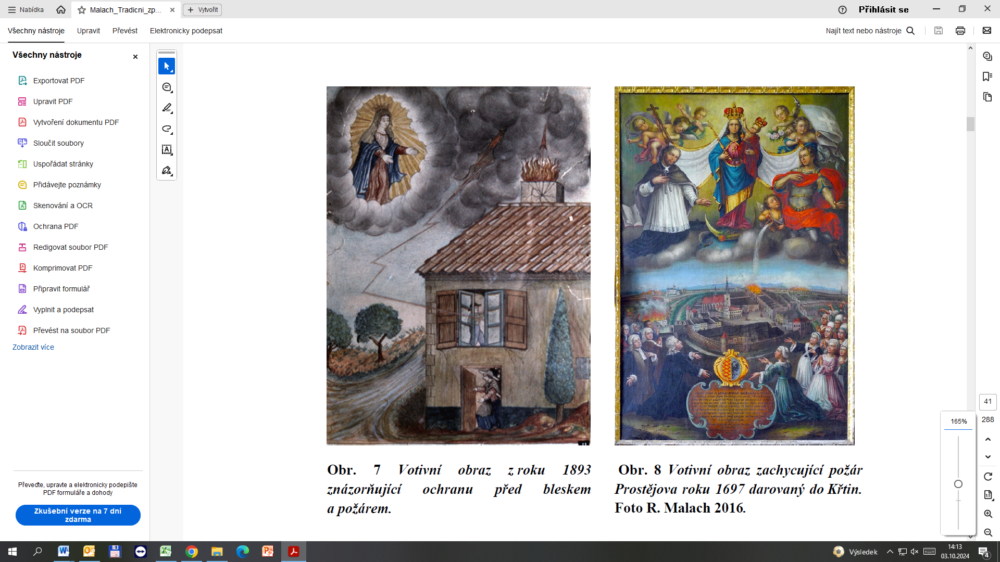 Nabídka
Malach_Tradicni_zp...
Vytvořit
Přihlásit se
Všechny nástroje
Upravit
Převést
Elektronicky podepsat
Najít text nebo nástroje
Všechny nástroje
Exportovat PDF
Upravit PDF
Vytvoření dokumentu PDF
Sloučit soubory
Uspořádat stránky
Přidávejte poznámky
Skenování a OCR
Ochrana PDF
Redigovat soubor PDF
Komprimovat PDF
Připravit formulář
Vyplnit a podepsat
Převést na soubor PDF
Zobrazit více
Převeďte, upravte a elektronicky podepište
PDF formuláře a dohody
Zkušební verze na 7 dní
zdarma
Obr. 7 Votivní obraz z roku 1893
znázorňující ochranu před bleskem
a požárem.
Obr. 8 Votivní obraz zachycující požár
Prostějova roku 1697 darovaný do Křtin.
Foto R. Malach 2016.
41
288
165%
1:1
Výsledek
14:13
03.10.2024
4